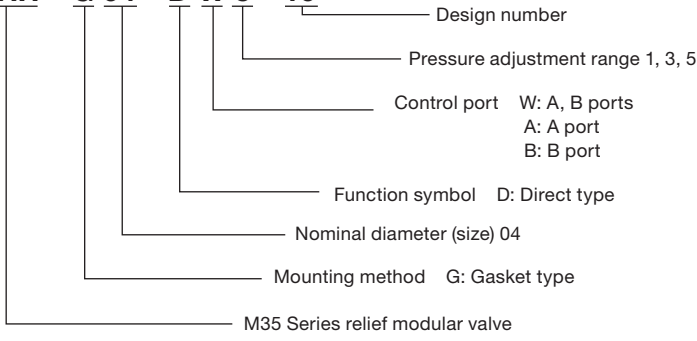 Design number
Pressure adjustment range 1, 3, 5
Control port W: A, B ports
A: A port
B: B port
Function symbol D: Direct type
Nominal diameter (size) 04
Mounting method G: Gasket type
M35 Series relief modular valve